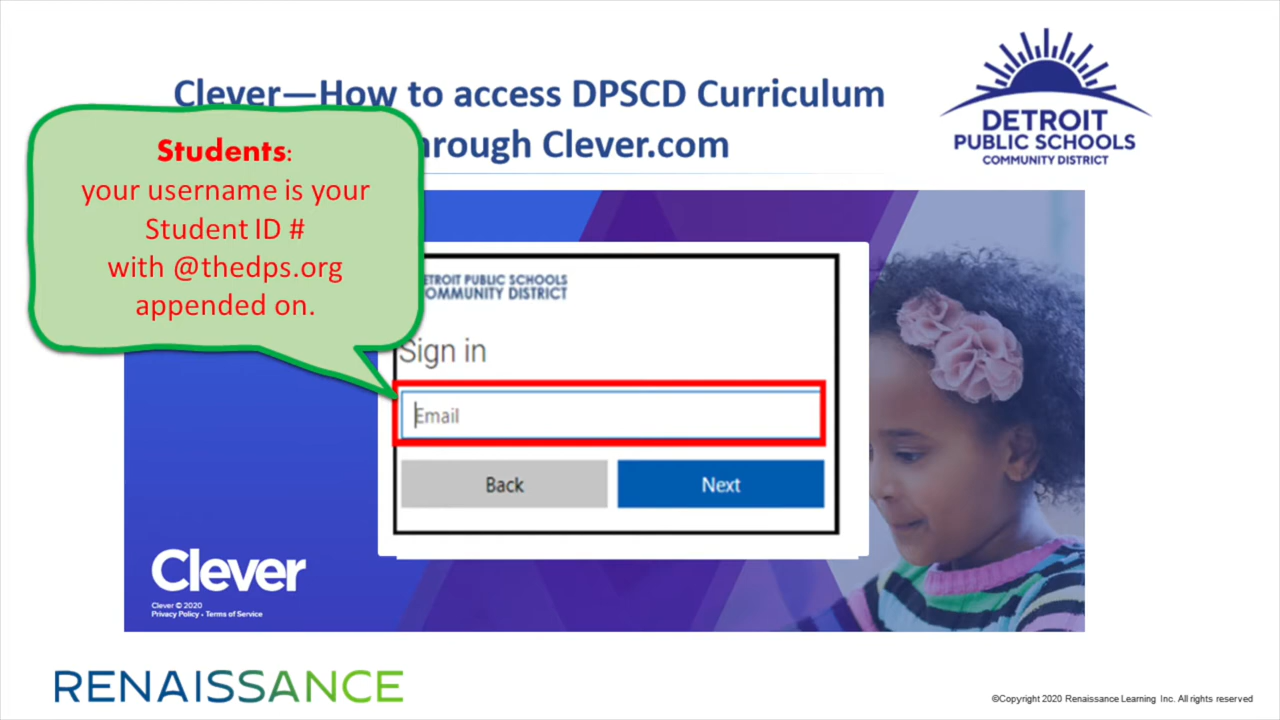 Clever—How to access DPSCD Curriculum
hrough Clever.com
DETROIT
PUBLIC SCHOOLS
COMMUNITY DISTRICT
Students:
your username is your
Student ID #
with @thedps.org
appended on.
ETROIT PUBLIC SCHOOLS
OMMUNITY DISTRICT
Sign in
Email
Back
Next
Clever
Clever © 2020
Privacy Policy • Terms of Service
RENAISSANCE
©Copyright 2020 Renaissance Learning Inc. All rights reserved